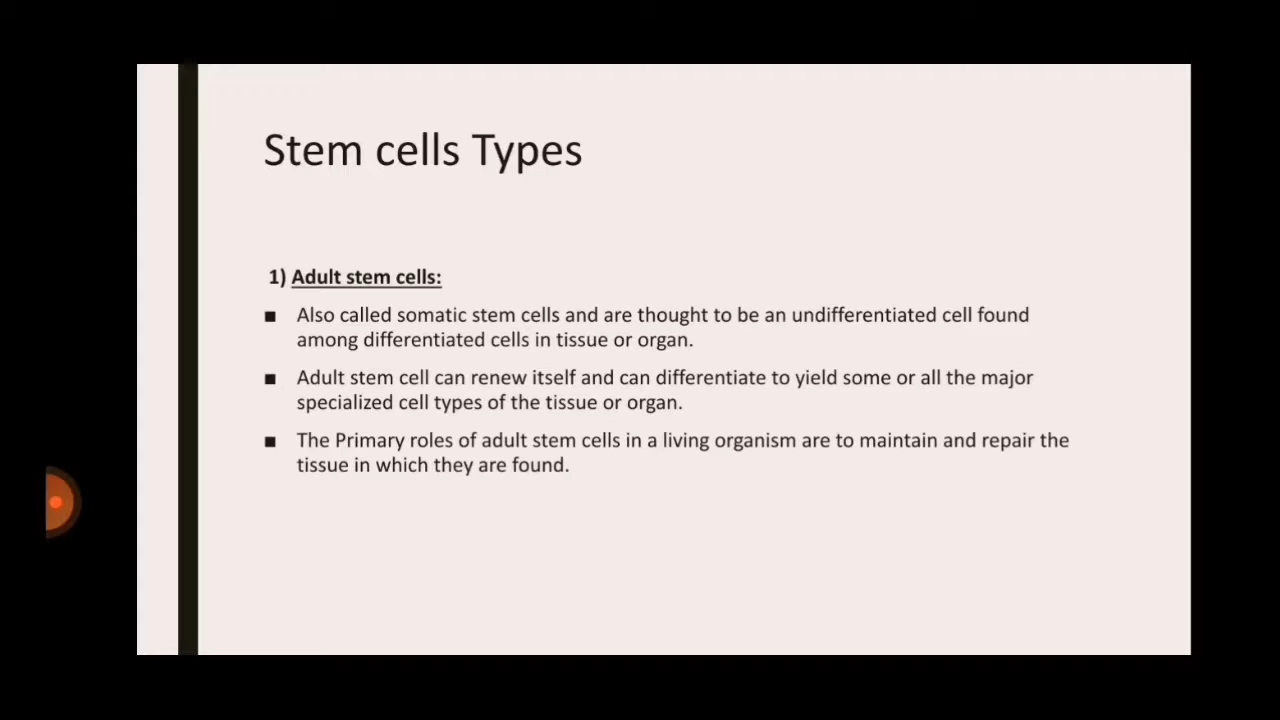 Stem cells Types
1) Adult stem cells:
■ Also called somatic stem cells and are thought to be an undifferentiated cell found
among differentiated cells in tissue or organ.
■ Adult stem cell can renew itself and can differentiate to yield some or all the major
specialized cell types of the tissue or organ.
■ The Primary roles of adult stem cells in a living organism are to maintain and repair the
tissue in which they are found.